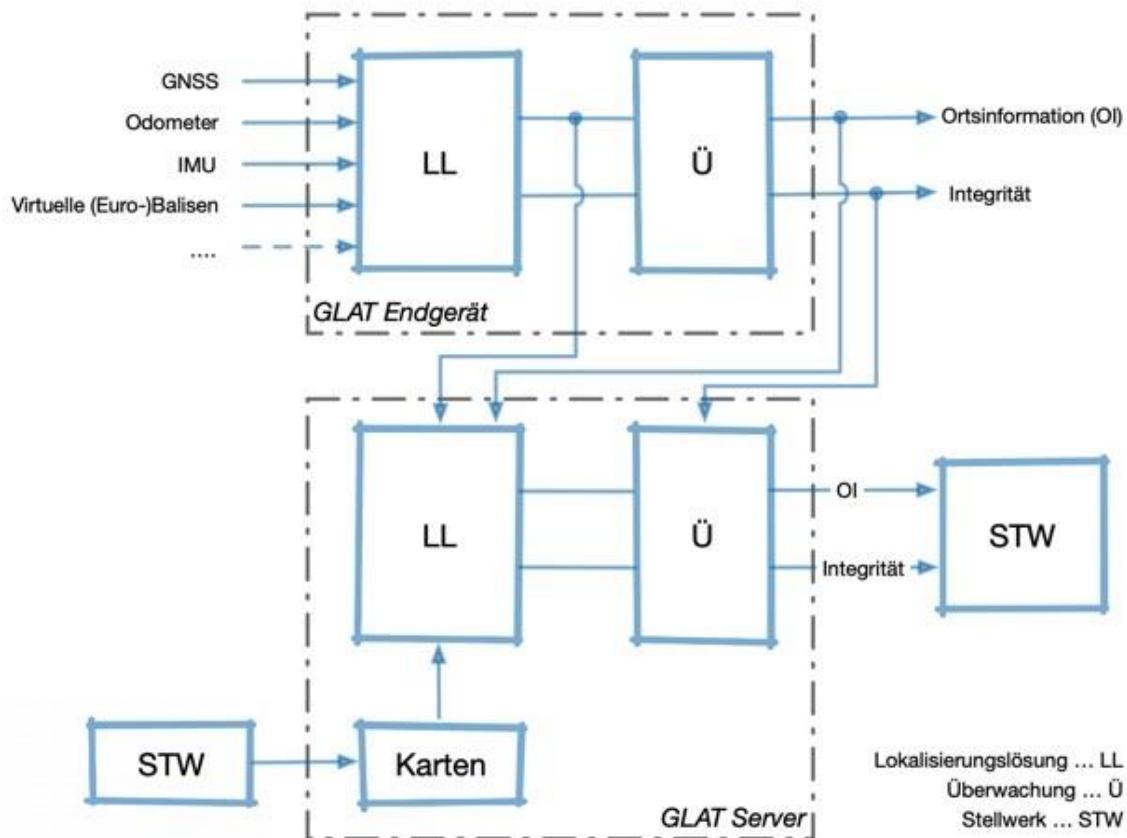 GNSS
Odometer
IMU
Virtuelle (Euro-)Balisen
....
LL
Ü
Ortsinformation (OI)
Integrität
GLAT Endgerät
LL
Ü
OI
Integrität
STW
STW
Karten
GLAT Server
Lokalisierungslösung ... LL
Überwachung ... Ü
Stellwerk ... STW